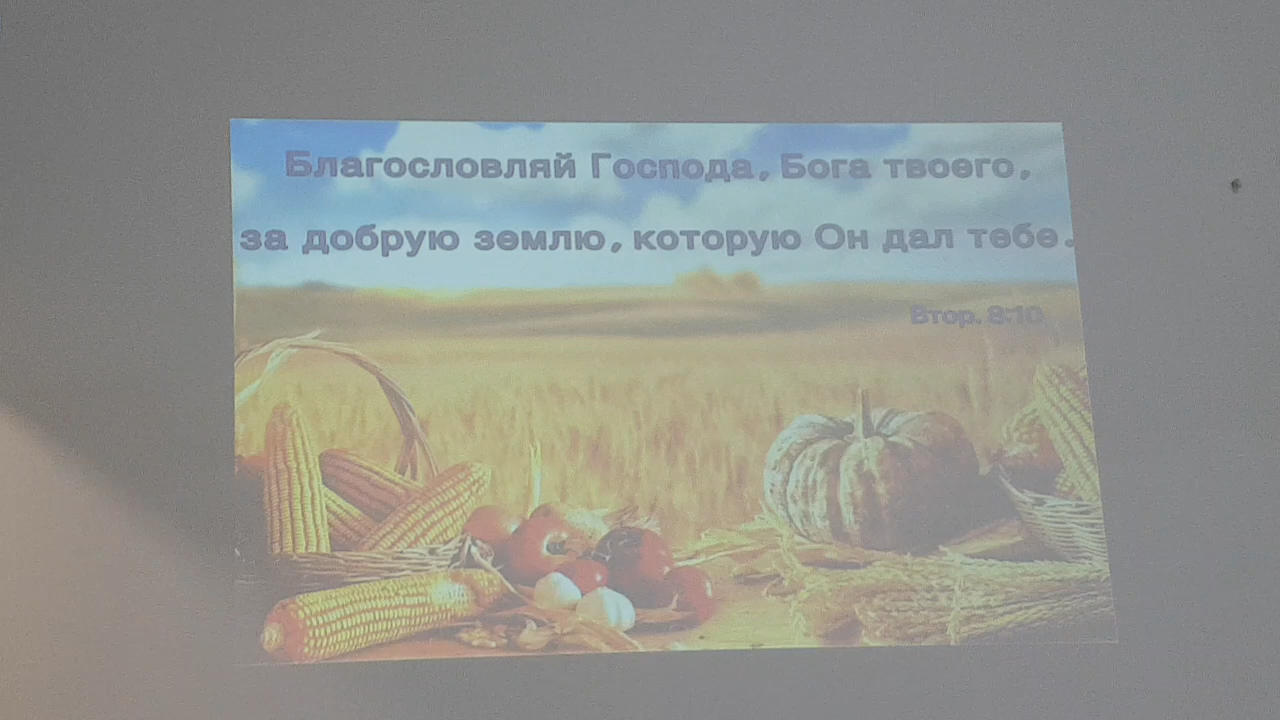 Благословляй Господа, Бога твоего,
за добрую землю, которую Он дал тебе.
Втор. 8:10